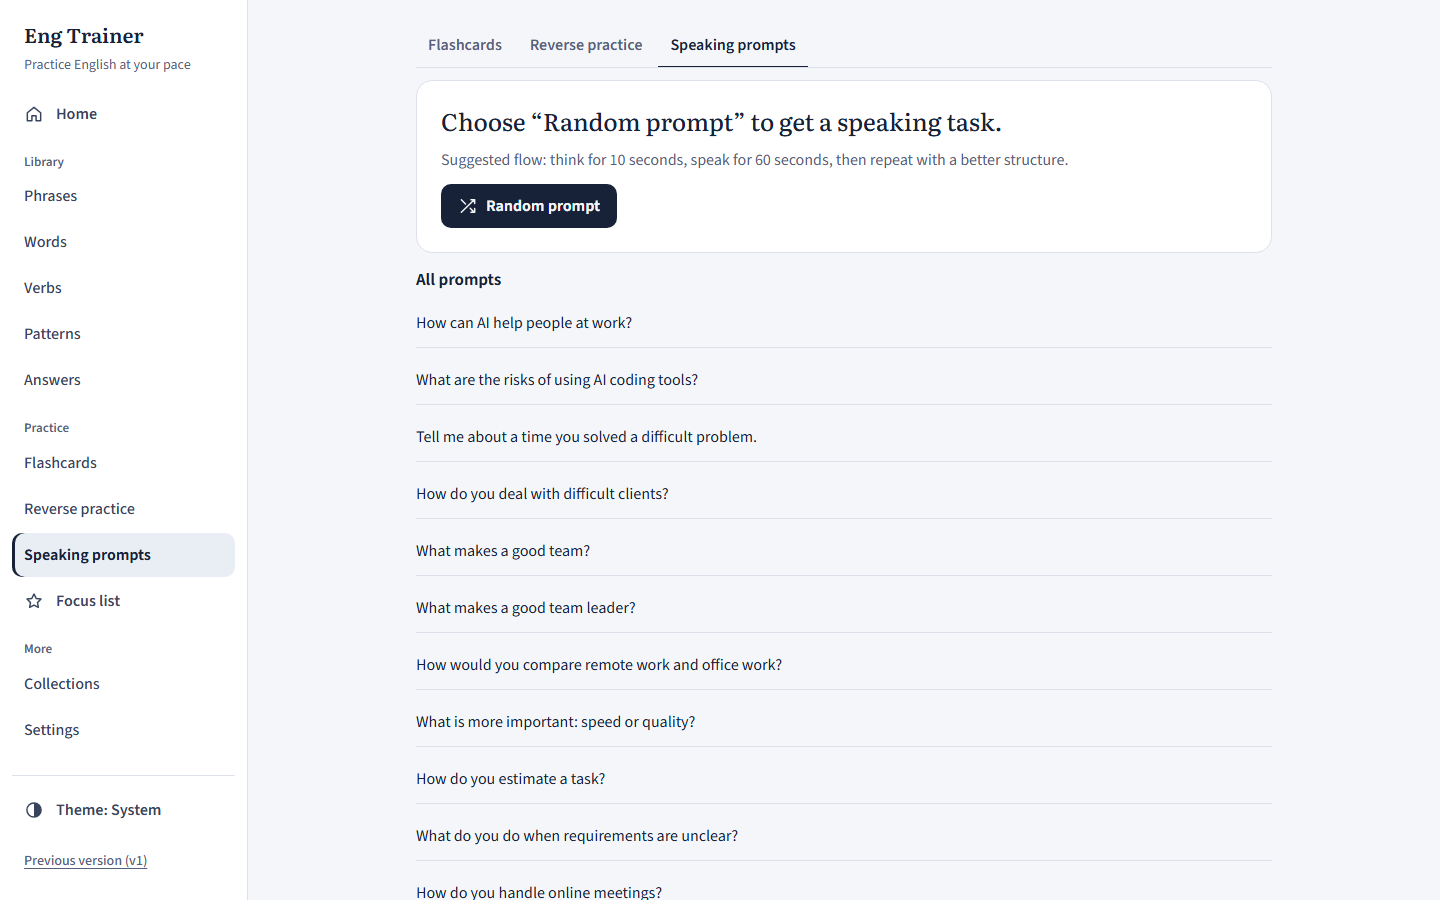 Eng Trainer
Practice English at your pace
Home
Library
Phrases
Words
Verbs
Patterns
Answers
Practice
Flashcards
Reverse practice
Speaking prompts
Focus list
More
Collections
Settings
Theme: System
Previous version (v1)
Flashcards Reverse practice Speaking prompts
Choose “Random prompt” to get a speaking task.
Suggested flow: think for 10 seconds, speak for 60 seconds, then repeat with a better structure.
Random prompt
All prompts
How can AI help people at work?
What are the risks of using AI coding tools?
Tell me about a time you solved a difficult problem.
How do you deal with difficult clients?
What makes a good team?
What makes a good team leader?
How would you compare remote work and office work?
What is more important: speed or quality?
How do you estimate a task?
What do you do when requirements are unclear?
How do you handle online meetings?